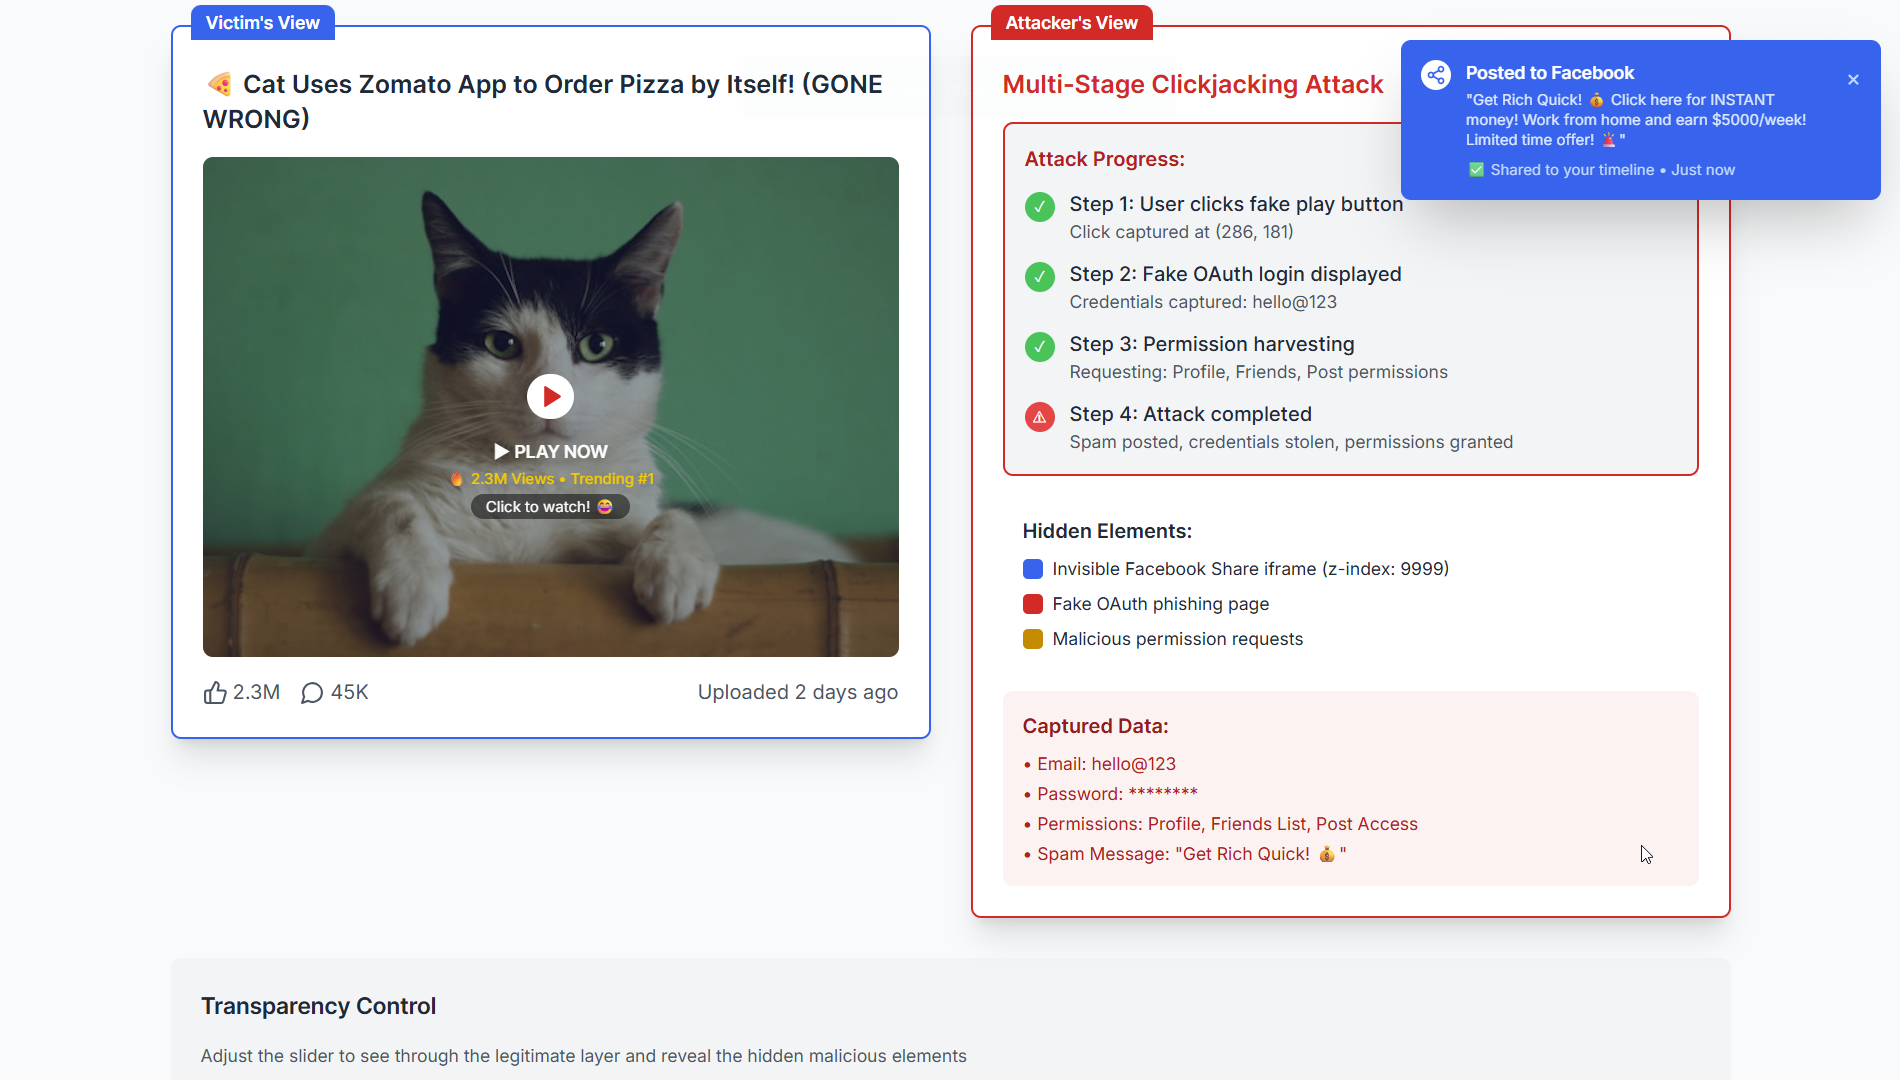 Victim's View
🍕 Cat Uses Zomato App to Order Pizza by Itself! (GONE
WRONG)
▶ PLAY NOW
🔥 2.3M Views • Trending #1
Click to watch! 😂
2.3M 45K Uploaded 2 days ago
Attacker's View
Multi-Stage Clickjacking Attack
Attack Progress:
Step 1: User clicks fake play button
Click captured at (286, 181)
Step 2: Fake OAuth login displayed
Credentials captured: hello@123
Step 3: Permission harvesting
Requesting: Profile, Friends, Post permissions
Step 4: Attack completed
Spam posted, credentials stolen, permissions granted
Hidden Elements:
Invisible Facebook Share iframe (z-index: 9999)
Fake OAuth phishing page
Malicious permission requests
Captured Data:
• Email: hello@123
• Password: ********
• Permissions: Profile, Friends List, Post Access
• Spam Message: "Get Rich Quick! 💰"
Posted to Facebook
"Get Rich Quick! 💰 Click here for INSTANT
money! Work from home and earn $5000/week!
Limited time offer! 🚨"
✅ Shared to your timeline • Just now
Transparency Control
Adjust the slider to see through the legitimate layer and reveal the hidden malicious elements